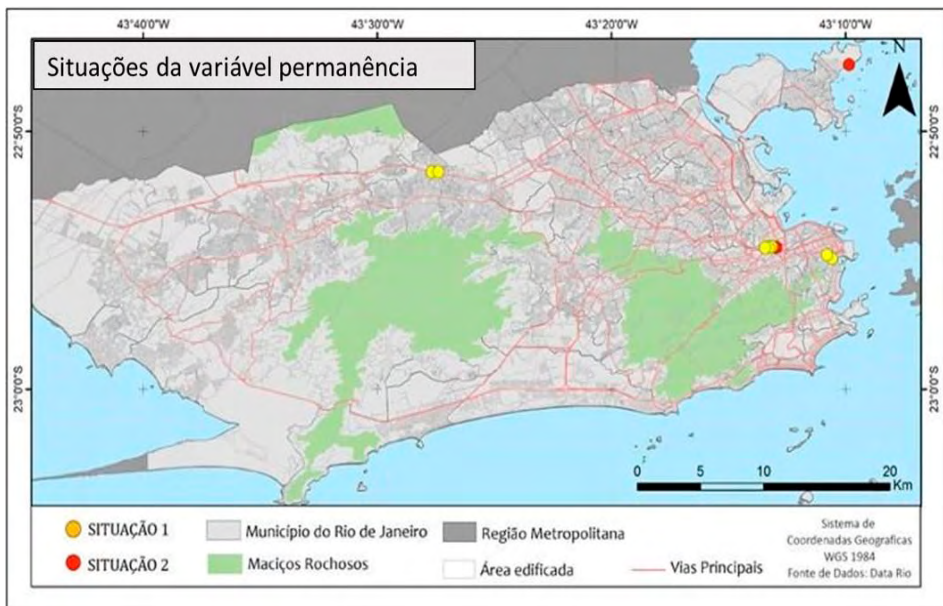 43°40'0"W 43°30'0"W 43°20'0"W 43°10'0"W
Situações da variável permanência
N
22°50'0"S 22°50'0"S
23°0'0"S 23°0'0"S
0 5 10 20
Km
SITUAÇÃO 1 Município do Rio de Janeiro Região Metropolitana
SITUAÇÃO 2 Maciços Rochosos Área edificada Vias Principais
Sistema de
Coordenadas Geograficas
WGS 1984
Fonte de Dados: Data Rio